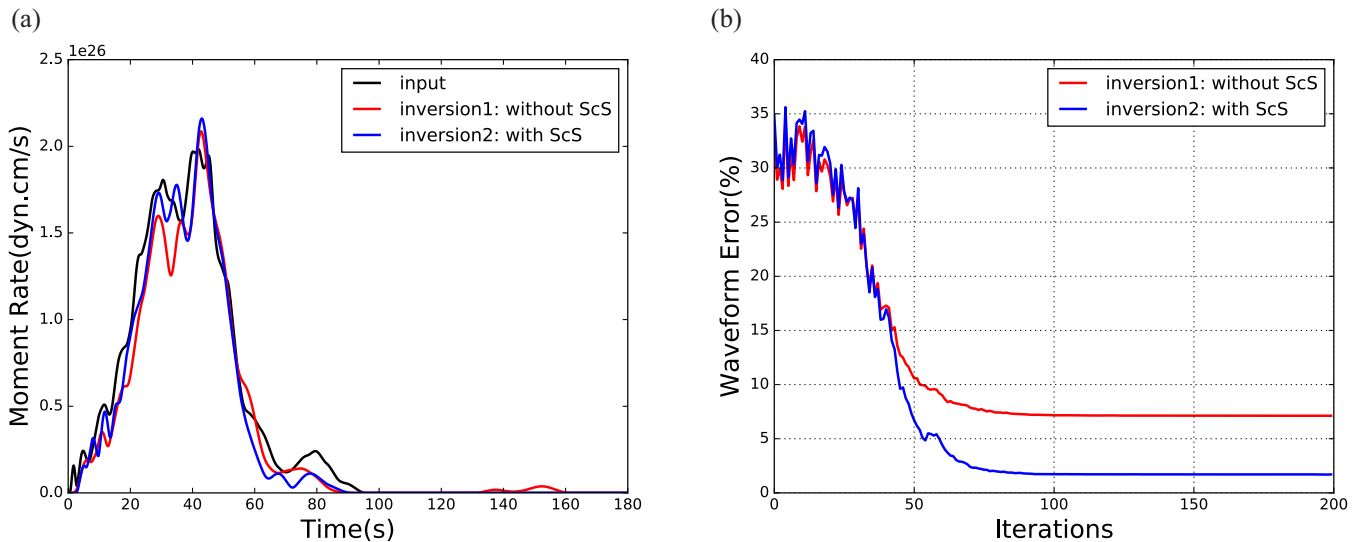 (a)
1e26
2.5
2.0
1.5
1.0
0.5
0.0
0 20 40 60 80 100 120 140 160 180
Moment Rate(dyn.cm/s)
Time(s)
input
inversion1: without ScS
inversion2: with ScS
(b)
40
35
30
25
20
15
10
5
0
0 50 100 150 200
Waveform Error(%)
Iterations
inversion1: without ScS
inversion2: with ScS